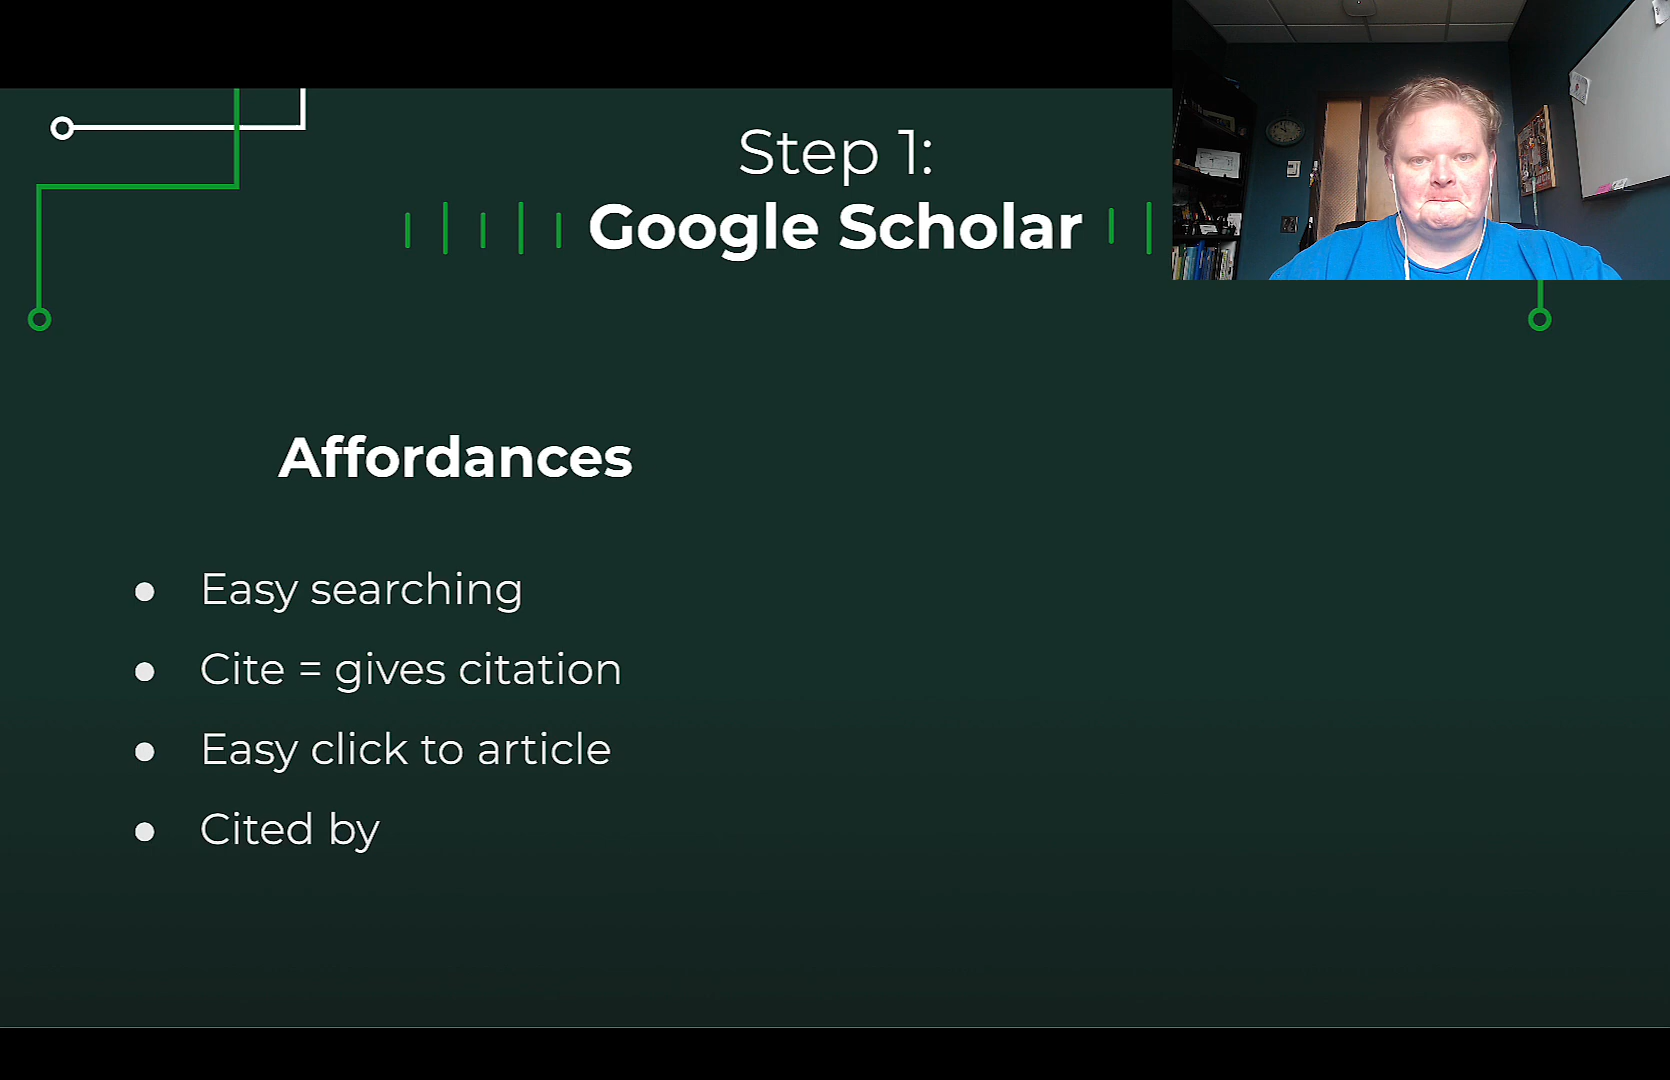 Step 1:
Google Scholar
Affordances
● Easy searching
● Cite = gives citation
● Easy click to article
● Cited by